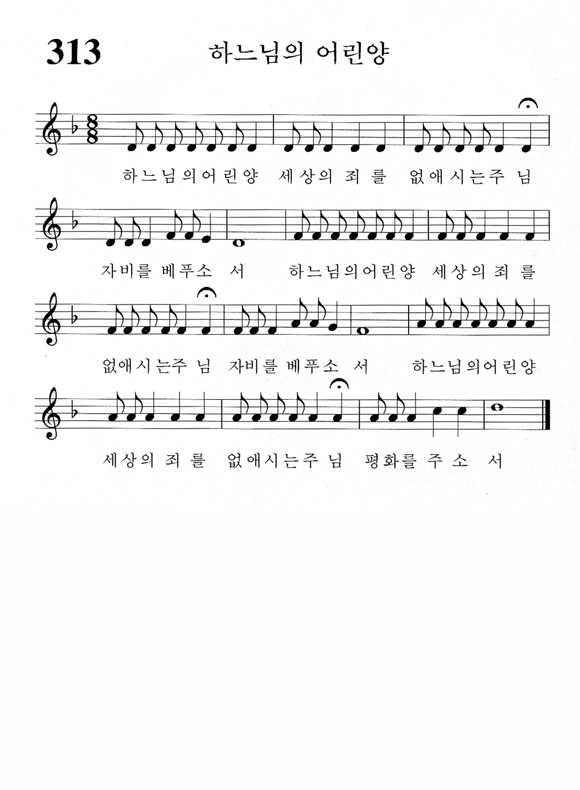 313 하느님의 어린양
8
8
하느님의어린양 세상의 죄를 없애시는주님
자비를 베푸소서 하느님의어린양 세상의 죄를
없애시는주님 자비를 베푸소서 하느님의어린양
세상의 죄를 없애시는주님 평화를 주소서